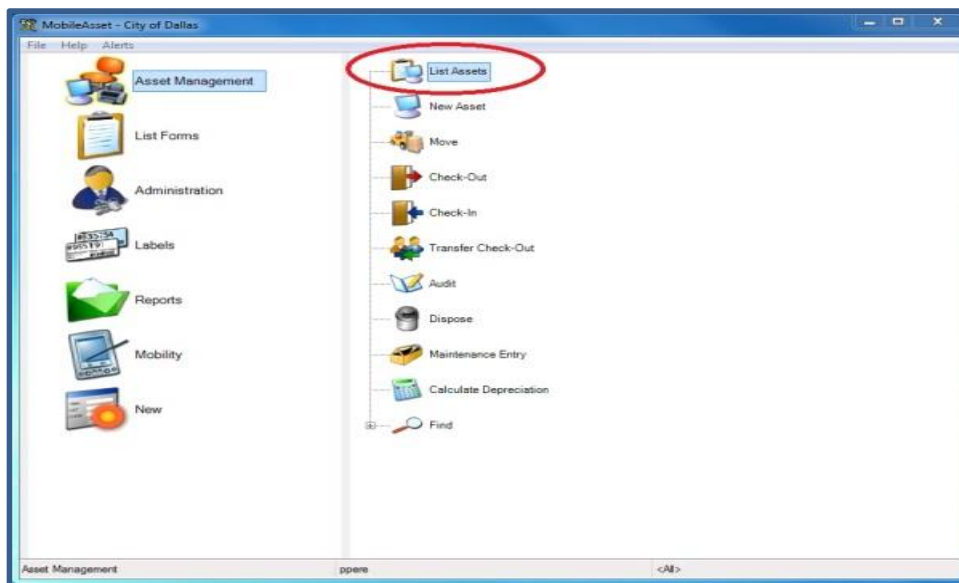 MobileAsset - City of Dallas
File Help Alerts
Asset Management
List Forms
Administration
Labels
Reports
Mobility
New
List Assets
New Asset
Move
Check-Out
Check-In
Transfer Check-Out
Audit
Dispose
Maintenance Entry
Calculate Depreciation
Find
Asset Management ppere <All>